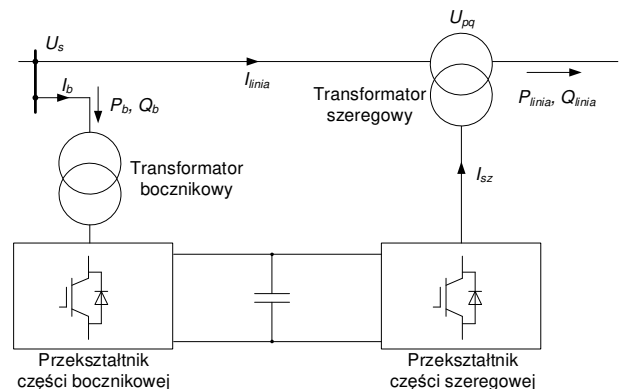 U_pq
U_s
I_b
I_linia
P_b, Q_b
Transformator
szeregowy
P_linia, Q_linia
Transformator
bocznikowy
I_sz
Przekształtnik
części bocznikowej
Przekształtnik
części szeregowej